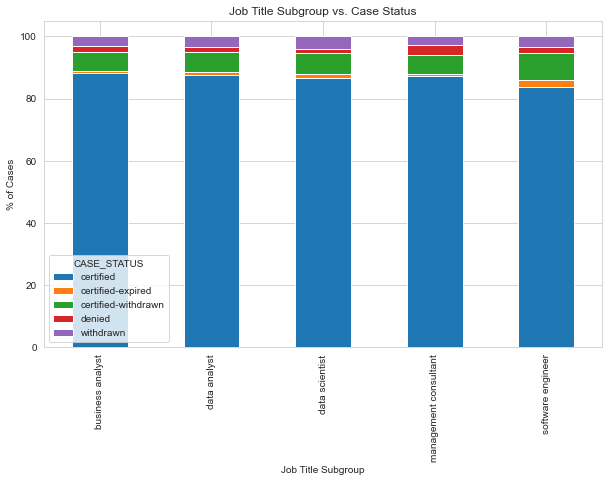 Job Title Subgroup vs. Case Status
% of Cases
100
80
60
40
20
0
CASE_STATUS
certified
certified-expired
certified-withdrawn
denied
withdrawn
business analyst
data analyst
data scientist
management consultant
software engineer
Job Title Subgroup